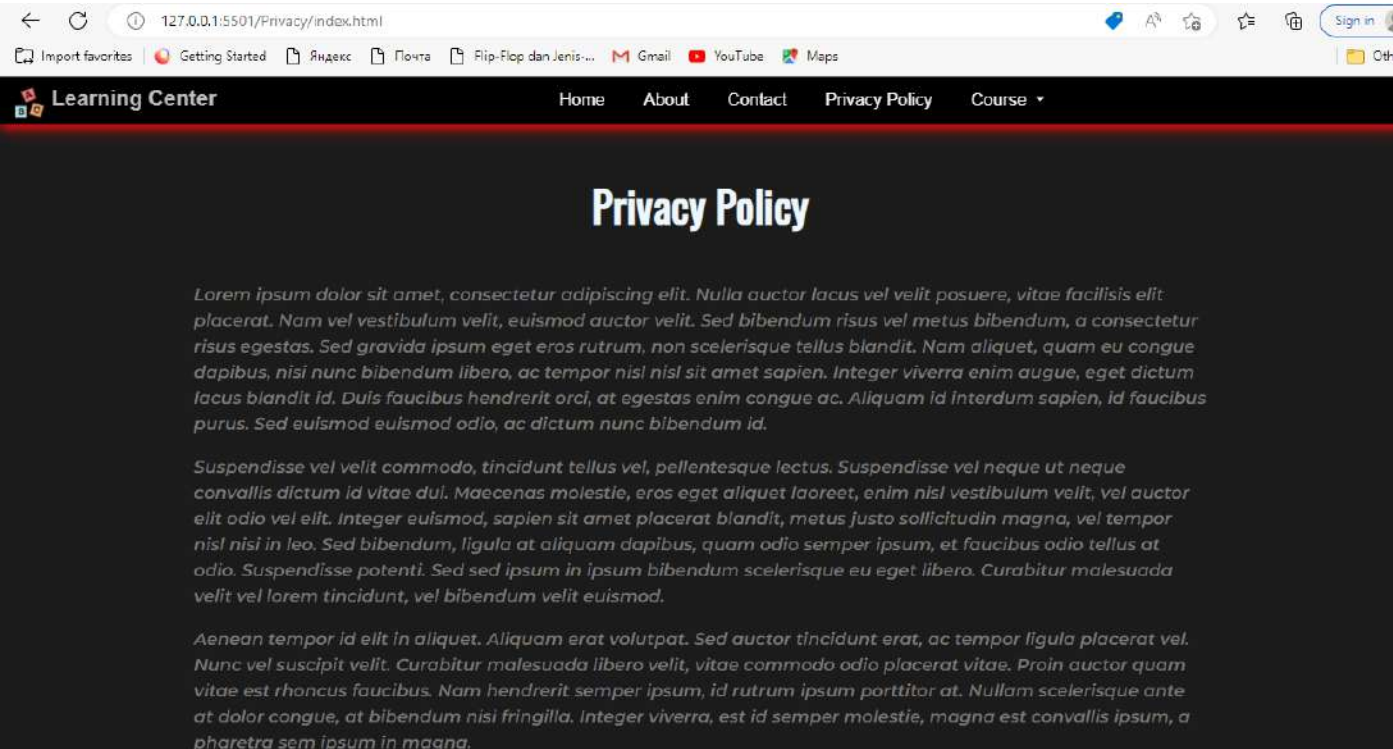 127.0.0.1:5501/Privacy/index.html
Sign in
Import favorites Getting Started Яндекс Почта Flip-Flop dan Jenis-... Gmail YouTube Maps Oth
Learning Center Home About Contact Privacy Policy Course
Privacy Policy
Lorem ipsum dolor sit amet, consectetur adipiscing elit. Nulla auctor lacus vel velit posuere, vitae facilisis elit
placerat. Nam vel vestibulum velit, euismod auctor velit. Sed bibendum risus vel metus bibendum, a consectetur
risus egestas. Sed gravida ipsum eget eros rutrum, non scelerisque tellus blandit. Nam aliquet, quam eu congue
dapibus, nisi nunc bibendum libero, ac tempor nisl nisl sit amet sapien. Integer viverra enim augue, eget dictum
lacus blandit id. Duis faucibus hendrerit orci, at egestas enim congue ac. Aliquam id interdum sapien, id faucibus
purus. Sed euismod euismod odio, ac dictum nunc bibendum id.
Suspendisse vel velit commodo, tincidunt tellus vel, pellentesque lectus. Suspendisse vel neque ut neque
convallis dictum id vitae dui. Maecenas molestie, eros eget aliquet laoreet, enim nisl vestibulum velit, vel auctor
elit odio vel elit. Integer euismod, sapien sit amet placerat blandit, metus justo sollicitudin magna, vel tempor
nisl nisi in leo. Sed bibendum, ligula at aliquam dapibus, quam odio semper ipsum, et faucibus odio tellus at
odio. Suspendisse potenti. Sed sed ipsum in ipsum bibendum scelerisque eu eget libero. Curabitur malesuada
velit vel lorem tincidunt, vel bibendum velit euismod.
Aenean tempor id elit in aliquet. Aliquam erat volutpat. Sed auctor tincidunt erat, ac tempor ligula placerat vel.
Nunc vel suscipit velit. Curabitur malesuada libero velit, vitae commodo odio placerat vitae. Proin auctor quam
vitae est rhoncus faucibus. Nam hendrerit semper ipsum, id rutrum ipsum porttitor at. Nullam scelerisque ante
at dolor congue, at bibendum nisi fringilla. Integer viverra, est id semper molestie, magna est convallis ipsum, a
pharetra sem ipsum in magna.